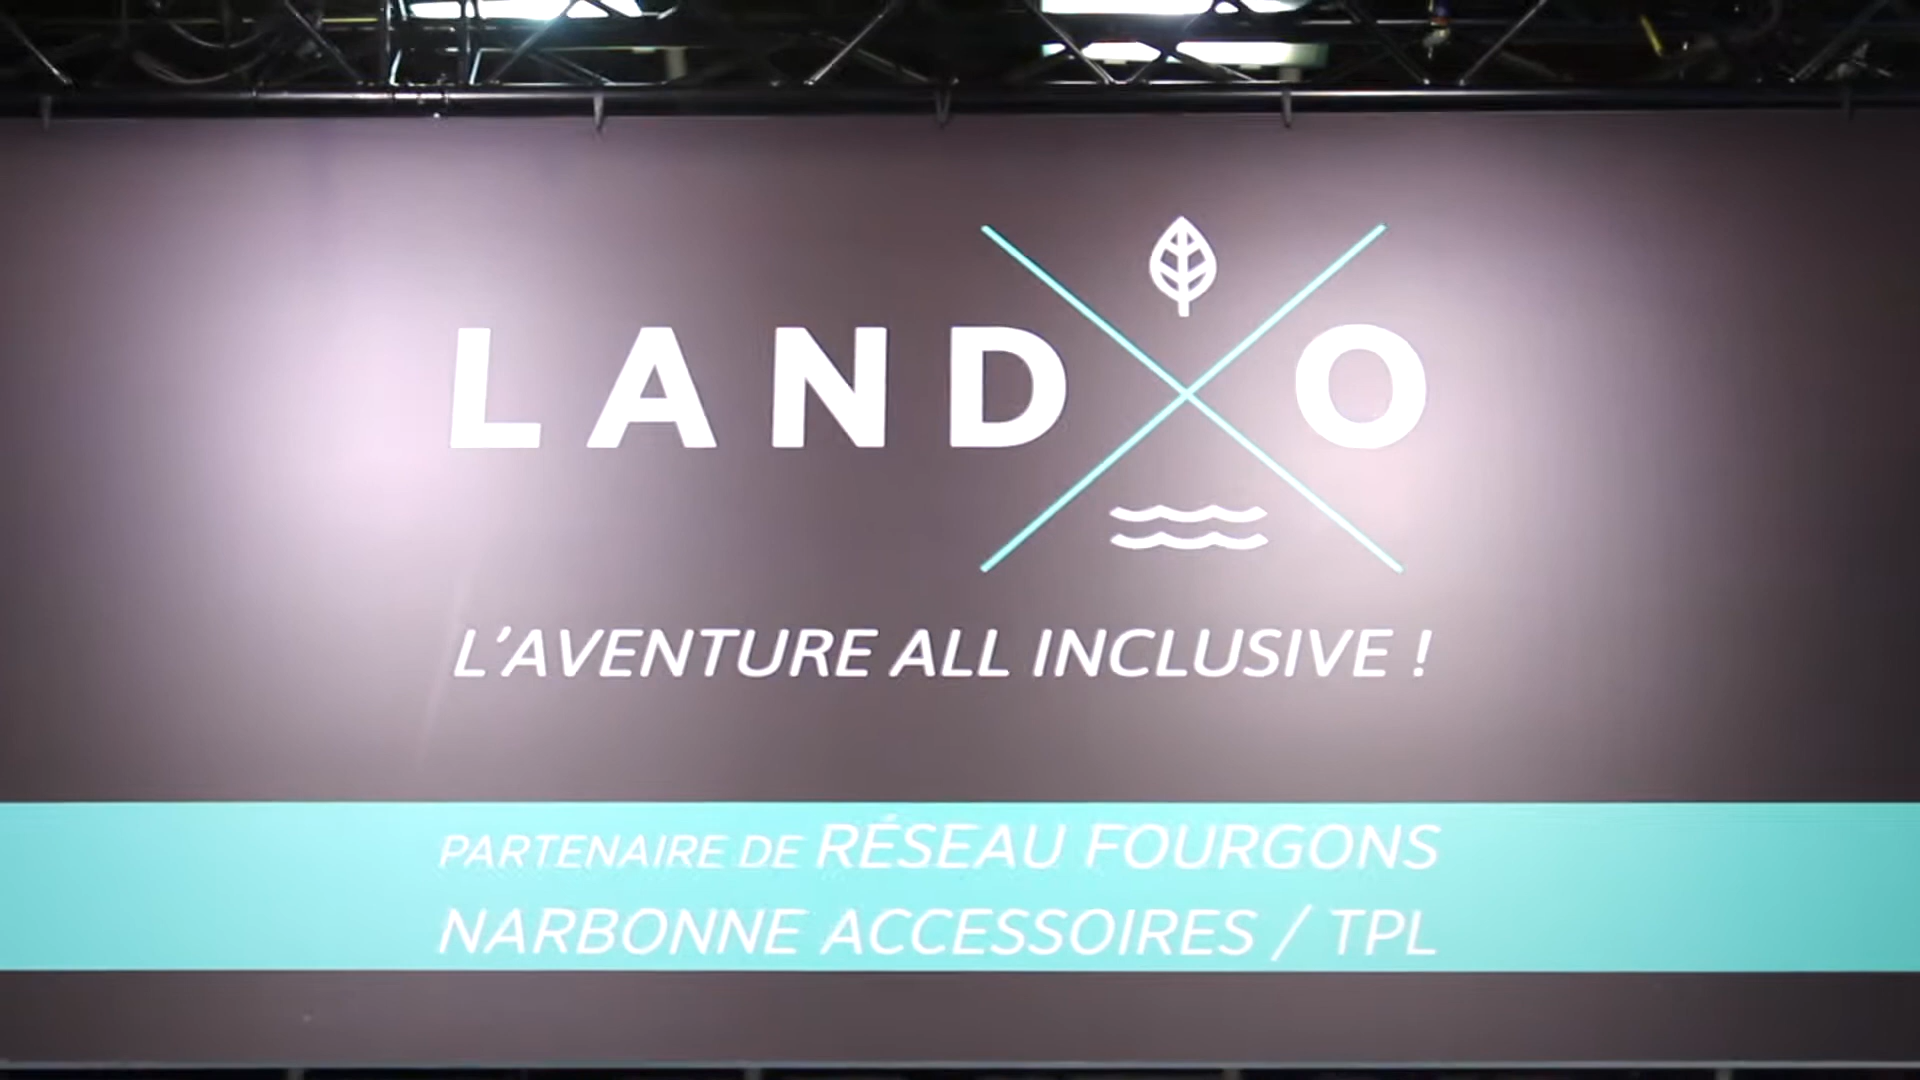 LANDXO
L'AVENTURE ALL INCLUSIVE !
PARTENAIRE DE RÉSEAU FOURGONS
NARBONNE ACCESSOIRES / TPL